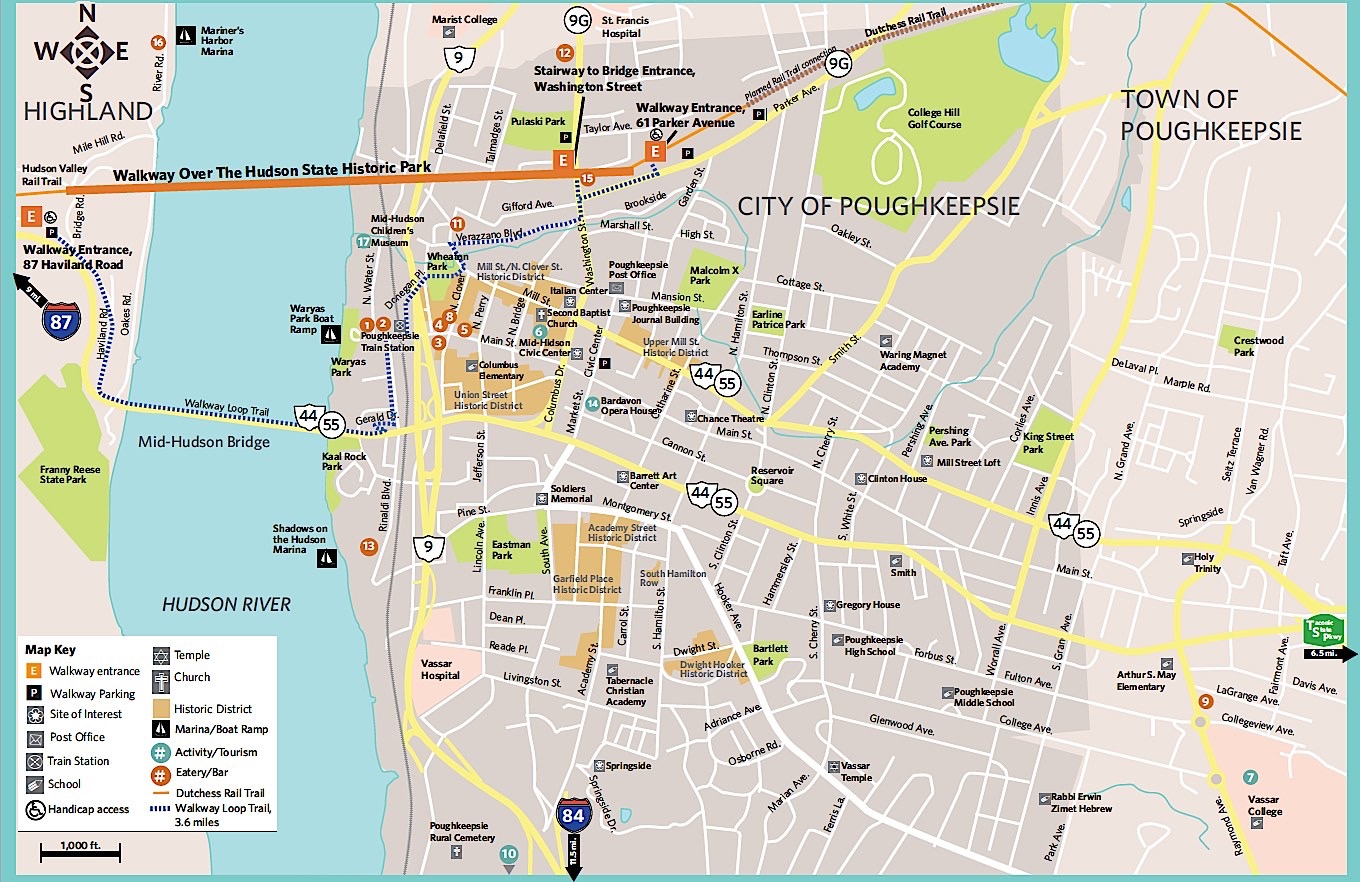 N
W E
S
HIGHLAND
16
River Rd.
Mariner's
Harbor
Marina
Marist College
9
9G
St. Francis
Hospital
12
Stairway to Bridge Entrance,
Washington Street
Walkway Entrance,
61 Parker Avenue
Planned Rail Trail connection
Dutchess Rail Trail
9G
Parker Ave.
P
College Hill
Golf Course
TOWN OF
POUGHKEEPSIE
Mile Hill Rd.
Hudson Valley
Rail Trail
Walkway Over The Hudson State Historic Park
Delafield St.
Talmadge St.
Pulaski Park
P
Taylor Ave.
E
E
P
15
E
P
Bridge Rd.
Walkway Entrance,
87 Haviland Road
9 mi.
87
Haviland Rd.
Oakes Rd.
Gifford Ave.
Brookside
Garden St.
CITY OF POUGHKEEPSIE
Mid-Hudson
Children's
Museum
17
11
Verazzano Blvd.
Washington St.
Marshall St.
High St.
Oakley St.
N. Water St.
Donegan Pl.
Wheaton
Park
Mill St./N. Clover St.
Historic District
Poughkeepsie
Post Office
Malcolm X
Park
Cottage St.
N. Clover
N. Perry
N. Bridge
Mill St.
Italian Center
Mansion St.
Second Baptist
Church
Poughkeepsie
Journal Building
N. Hamilton St.
Earline
Patrice Park
Waryas
Park Boat
Ramp
1
2
Poughkeepsie
Train Station
4
8
5
3
Main St.
6
Mid-Hidson
Civic Center
Civic Center
P
Upper Mill St.
Historic District
Thompson St.
Smith St.
Waring Magnet
Academy
Crestwood
Park
Waryas
Park
Columbus
Elementary
Union Street
Historic District
Columbus Dr.
Market St.
14
Bardavon
Opera House
Catharine St.
44
55
N. Clinton St.
DeLaval Pl.
Marple Rd.
Walkway Loop Trail
44
55
Gerald Dr.
Mid-Hudson Bridge
Chance Theatre
Main St.
N. Cherry St.
Pershing Ave.
Pershing
Ave. Park
Corlies Ave.
King Street
Park
N. Grand Ave.
Seitz Terrace
Van Wagner Rd.
Kaal Rock
Park
Jefferson St.
Cannon St.
Mill Street Loft
Franny Reese
State Park
Barrett Art
Center
Reservoir
Square
Clinton House
Rinaldi Blvd.
Soldiers
Memorial
44
55
S. White St.
Innis Ave.
44
55
Springside
Pine St.
Montgomery St.
Shadows on
the Hudson
Marina
13
9
Lincoln Ave.
Eastman
Park
South Ave.
Academy Street
Historic District
S. Clinton St.
Hammersley St.
Smith
Main St.
Holy
Trinity
Taft Ave.
HUDSON RIVER
Garfield Place
Historic District
South Hamilton
Row
Hooker Ave.
Franklin Pl.
Dean Pl.
Reade Pl.
Livingston St.
Carrol St.
S. Hamilton St.
Gregory House
S. Cherry St.
Poughkeepsie
High School
Taconic
State
Pkwy
6.5 mi.
Vassar
Hospital
Academy St.
Dwight St.
Dwight Hooker
Historic District
Bartlett
Park
Forbus St.
Worrall Ave.
S. Gran Ave.
Arthur S. May
Elementary
Fairmont Ave.
Davis Ave.
Tabernacle
Christian
Academy
Fulton Ave.
Poughkeepsie
Middle School
9
LaGrange Ave.
Collegeview Ave.
Adriance Ave.
Glenwood Ave.
College Ave.
Osborne Rd.
Springside
Springside Dr.
Marian Ave.
Vassar
Temple
Ferris La.
Rabbi Erwin
Zimet Hebrew
Park Ave.
Raymond Ave.
7
Vassar
College
84
11.5 mi.
Poughkeepsie
Rural Cemetery
10
Map Key
E Walkway entrance
P Walkway Parking
Site of Interest
Post Office
Train Station
School
Handicap access
Temple
Church
Historic District
Marina/Boat Ramp
# Activity/Tourism
# Eatery/Bar
Dutchess Rail Trail
Walkway Loop Trail,
3.6 miles
1,000 ft.